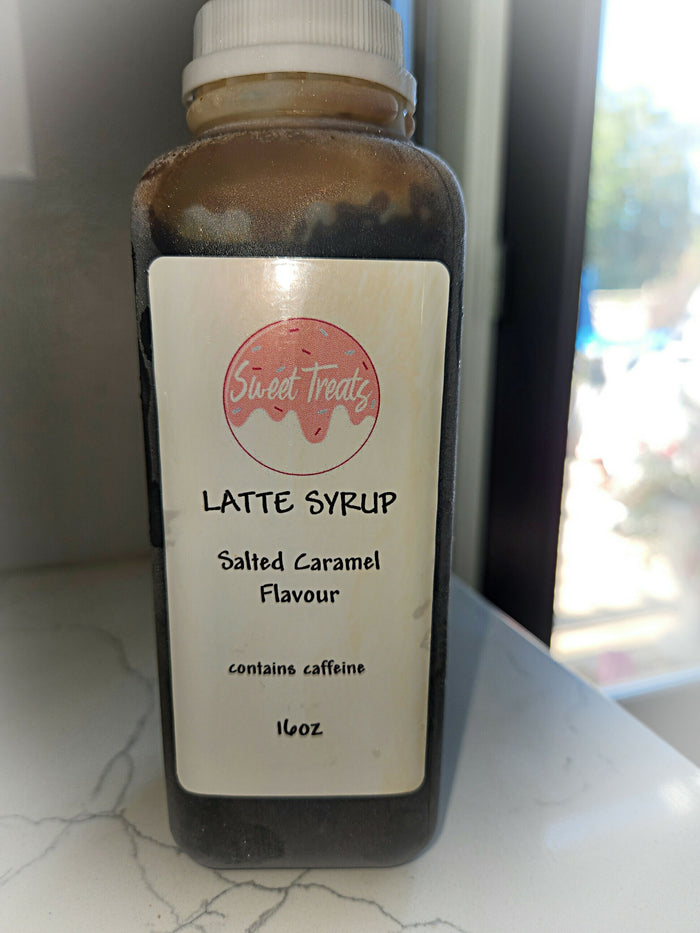 Sweet Treats
LATTE SYRUP
Salted Caramel
Flavour
contains caffeine
16oz